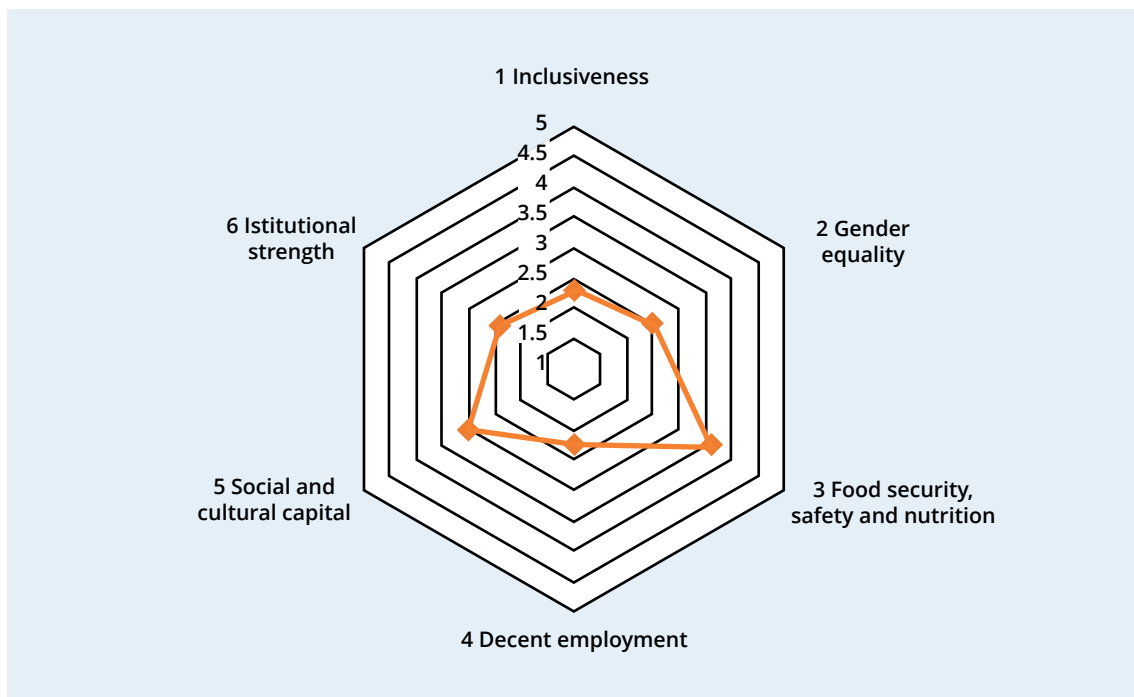 1 Inclusiveness
5
4.5
4
3.5
3
2.5
2
1.5
1
2 Gender
equality
3 Food security,
safety and nutrition
4 Decent employment
5 Social and
cultural capital
6 Istitutional
strength